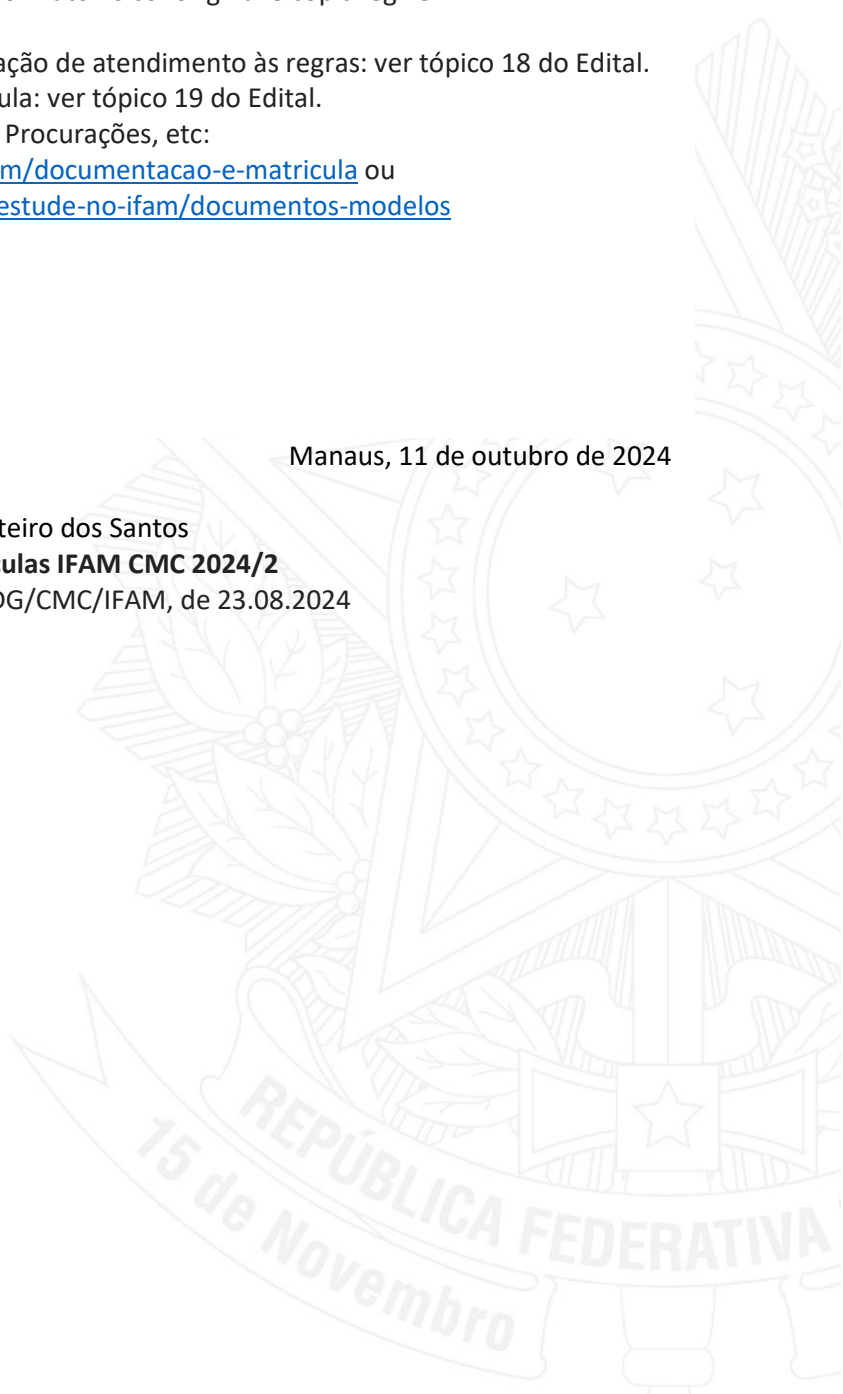 ação de atendimento às regras: ver tópico 18 do Edital.
ula: ver tópico 19 do Edital.
Procurações, etc:
m/documentacao-e-matricula ou
estude-no-ifam/documentos-modelos
Manaus, 11 de outubro de 2024
teiro dos Santos
culas IFAM CMC 2024/2
DG/CMC/IFAM, de 23.08.2024
REPÚBLICA FEDERATIVA
15 de Novembro